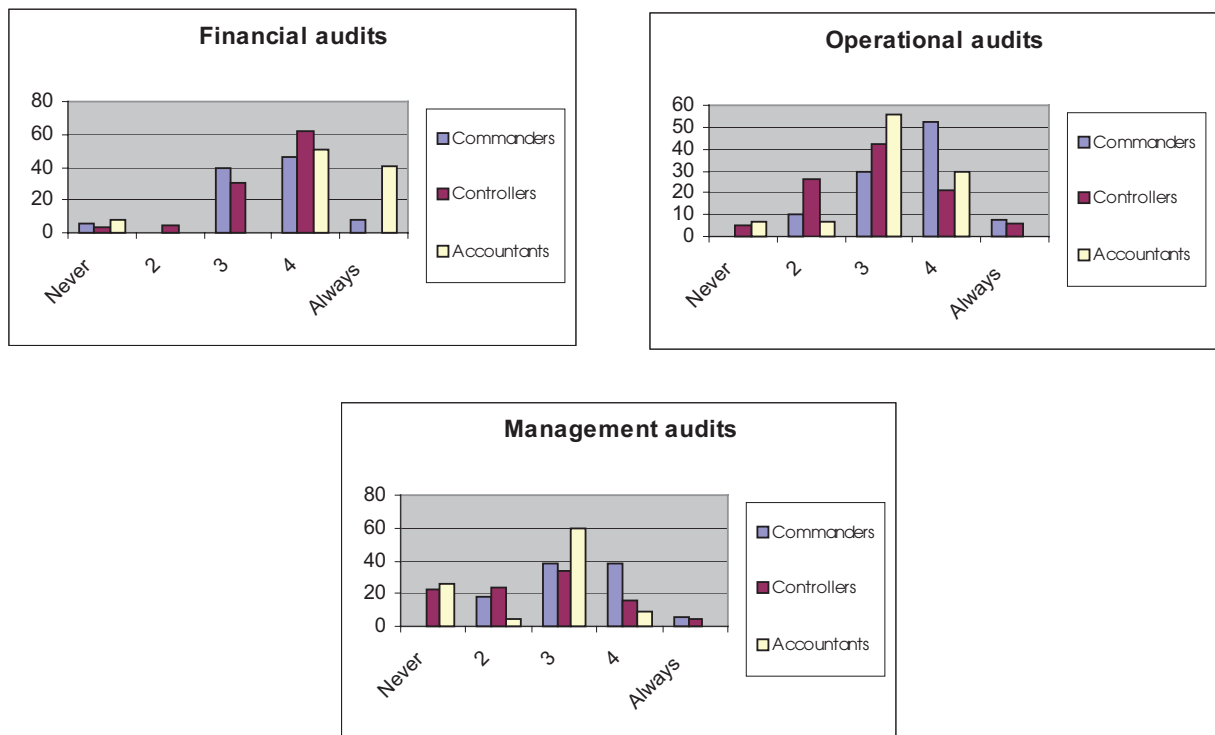 Financial audits
80
60
40
20
0
Never
2
3
4
Always
Commanders
Controllers
Accountants
Operational audits
60
50
40
30
20
10
0
Never
2
3
4
Always
Commanders
Controllers
Accountants
Management audits
80
60
40
20
0
Never
2
3
4
Always
Commanders
Controllers
Accountants